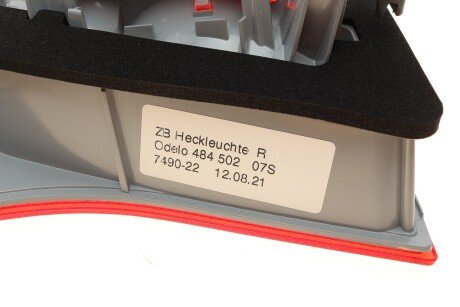 ZB Heckleuchte R
Odelo 484 502 07S
7490-22 12.08.21